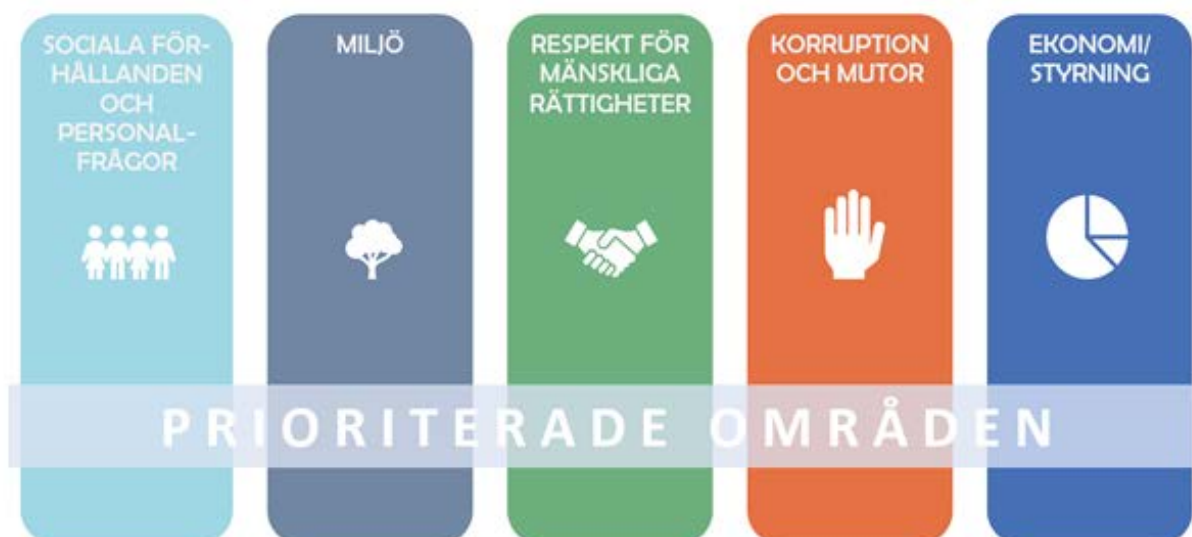 SOCIALA FÖR-
HÅLLANDEN
OCH
PERSONAL-
FRÅGOR
MILJÖ
RESPEKT FÖR
MÄNSKLIGA
RÄTTIGHETER
KORRUPTION
OCH MUTOR
EKONOMI/
STYRNING
PRIORITERADE OMRÅDEN